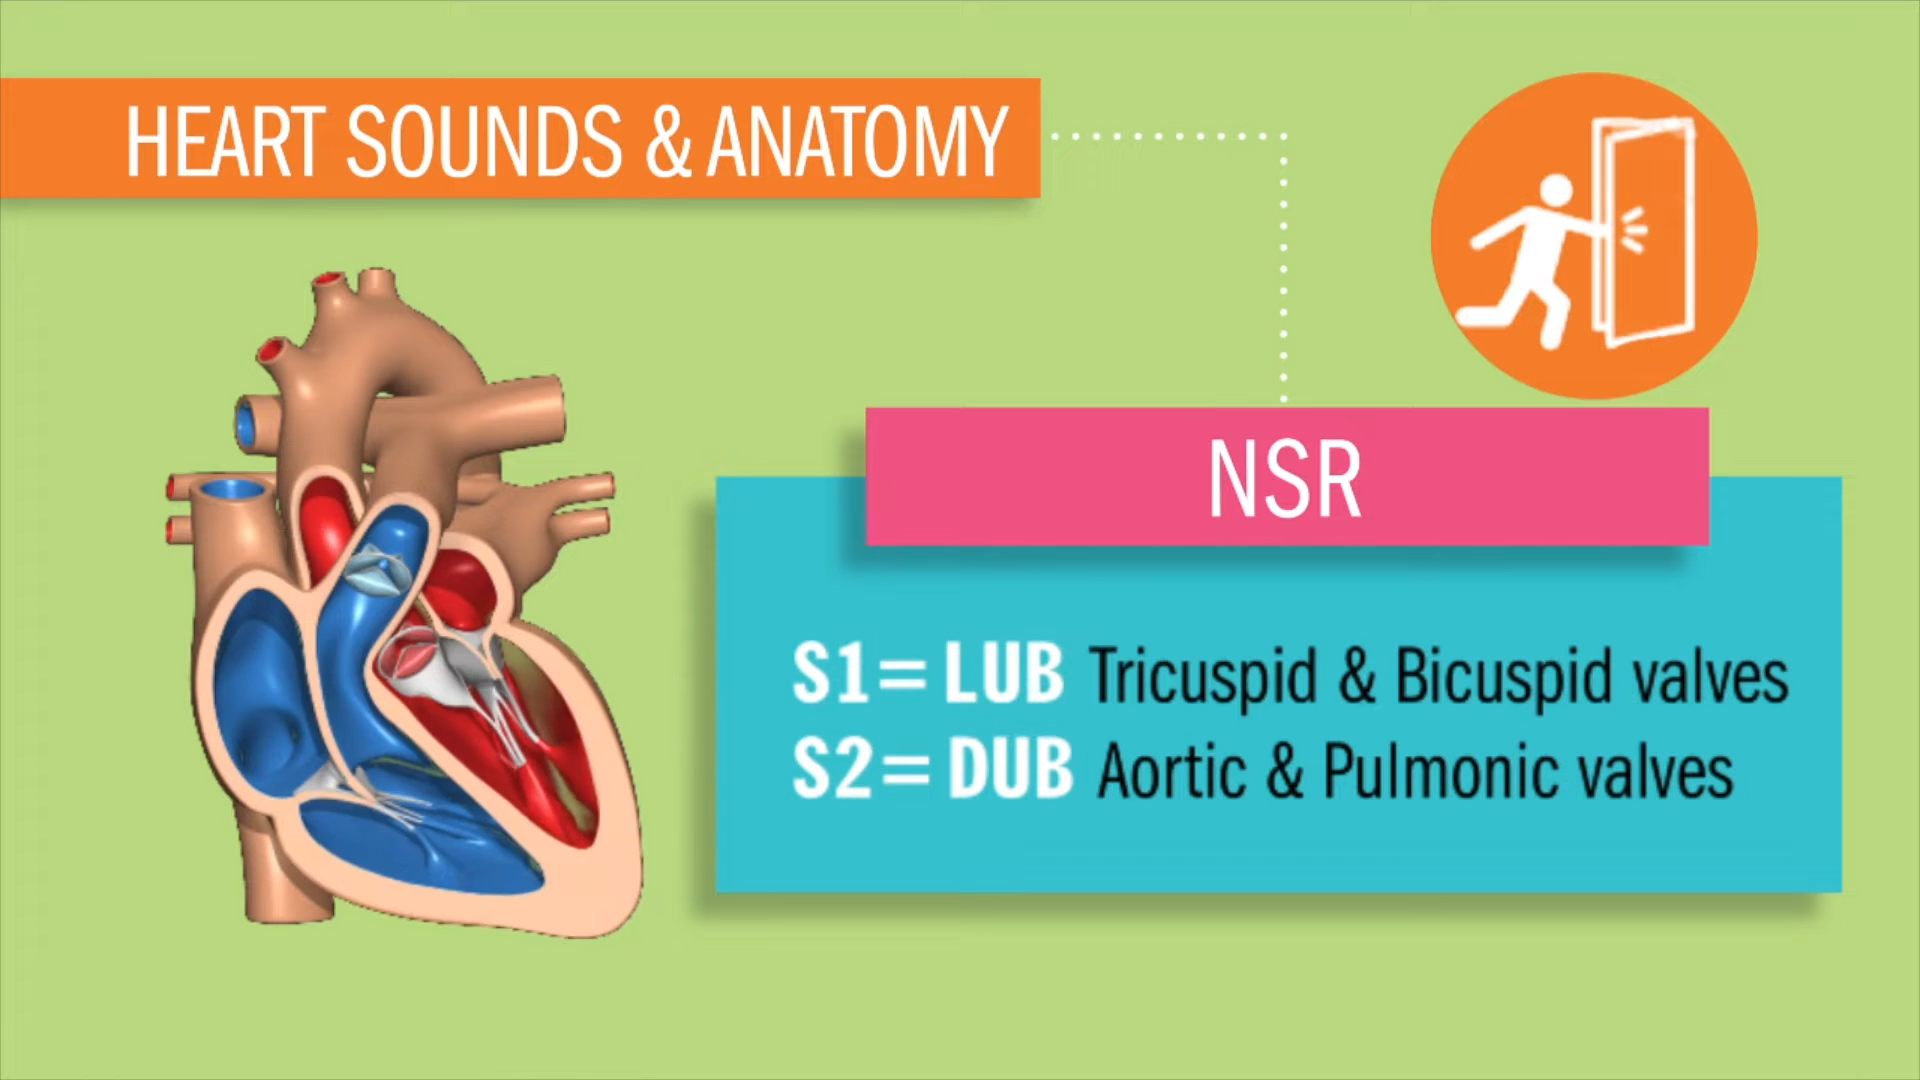 HEART SOUNDS & ANATOMY
NSR
S1= LUB Tricuspid & Bicuspid valves
S2= DUB Aortic & Pulmonic valves